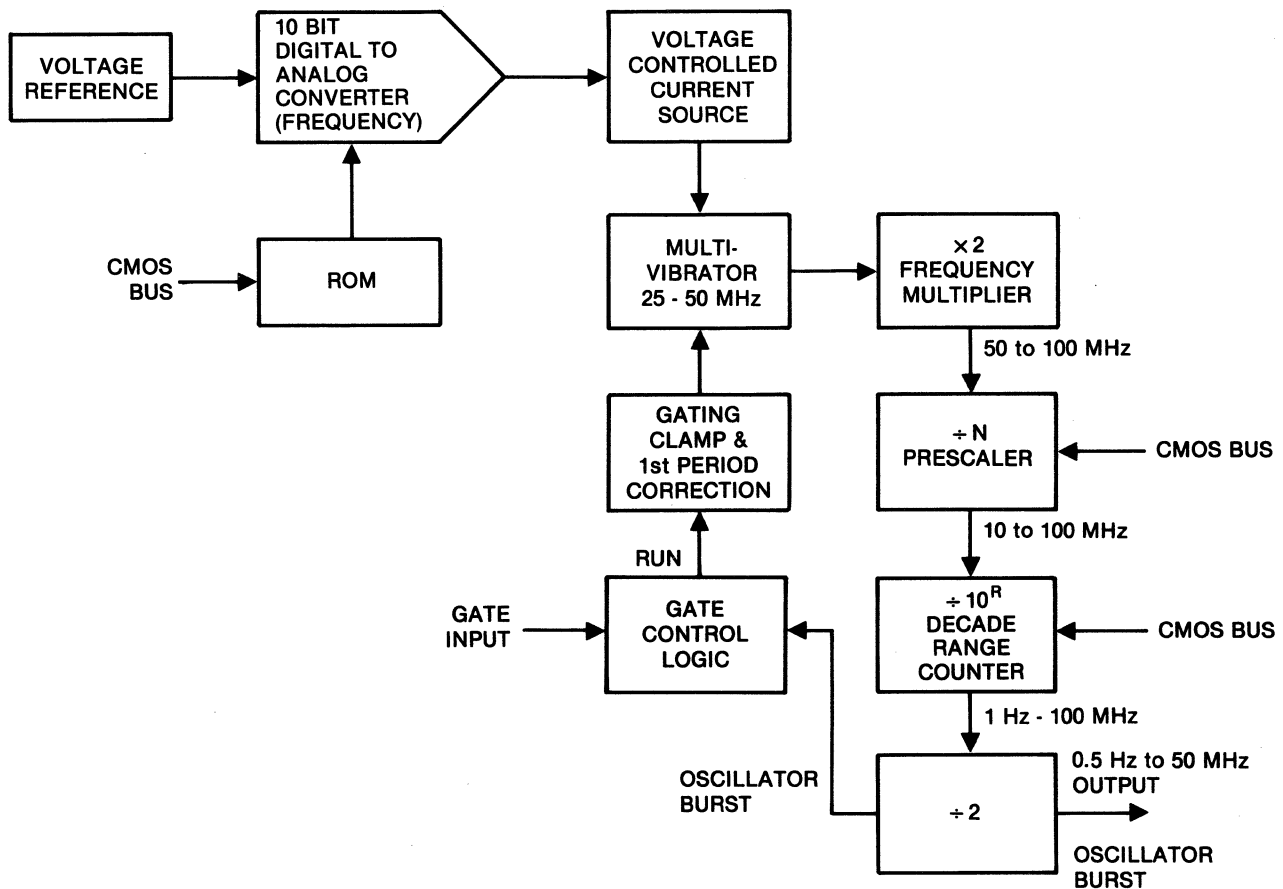 VOLTAGE
REFERENCE
10 BIT
DIGITAL TO
ANALOG
CONVERTER
(FREQUENCY)
VOLTAGE
CONTROLLED
CURRENT
SOURCE
CMOS
BUS
ROM
MULTI-
VIBRATOR
25 - 50 MHz
× 2
FREQUENCY
MULTIPLIER
50 to 100 MHz
GATING
CLAMP &
1st PERIOD
CORRECTION
÷ N
PRESCALER
CMOS BUS
10 to 100 MHz
RUN
GATE
INPUT
GATE
CONTROL
LOGIC
÷ 10ᴿ
DECADE
RANGE
COUNTER
CMOS BUS
1 Hz - 100 MHz
OSCILLATOR
BURST
÷ 2
0.5 Hz to 50 MHz
OUTPUT
OSCILLATOR
BURST